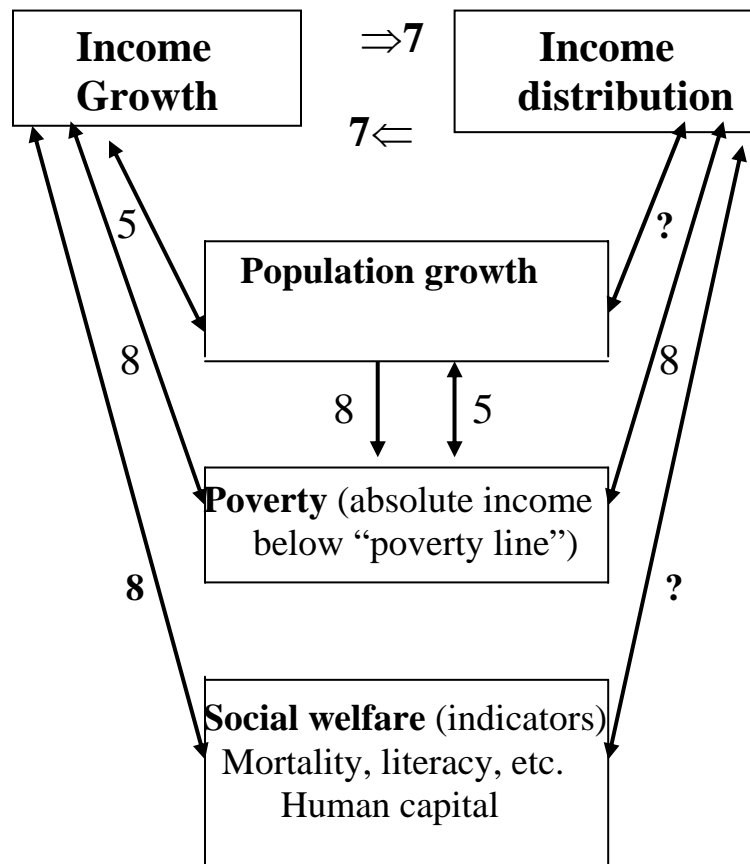 Income
Growth
⇒7
Income
distribution
7⇐
5
?
Population growth
8
8
8
5
Poverty (absolute income
below “poverty line”)
8
?
Social welfare (indicators)
Mortality, literacy, etc.
Human capital